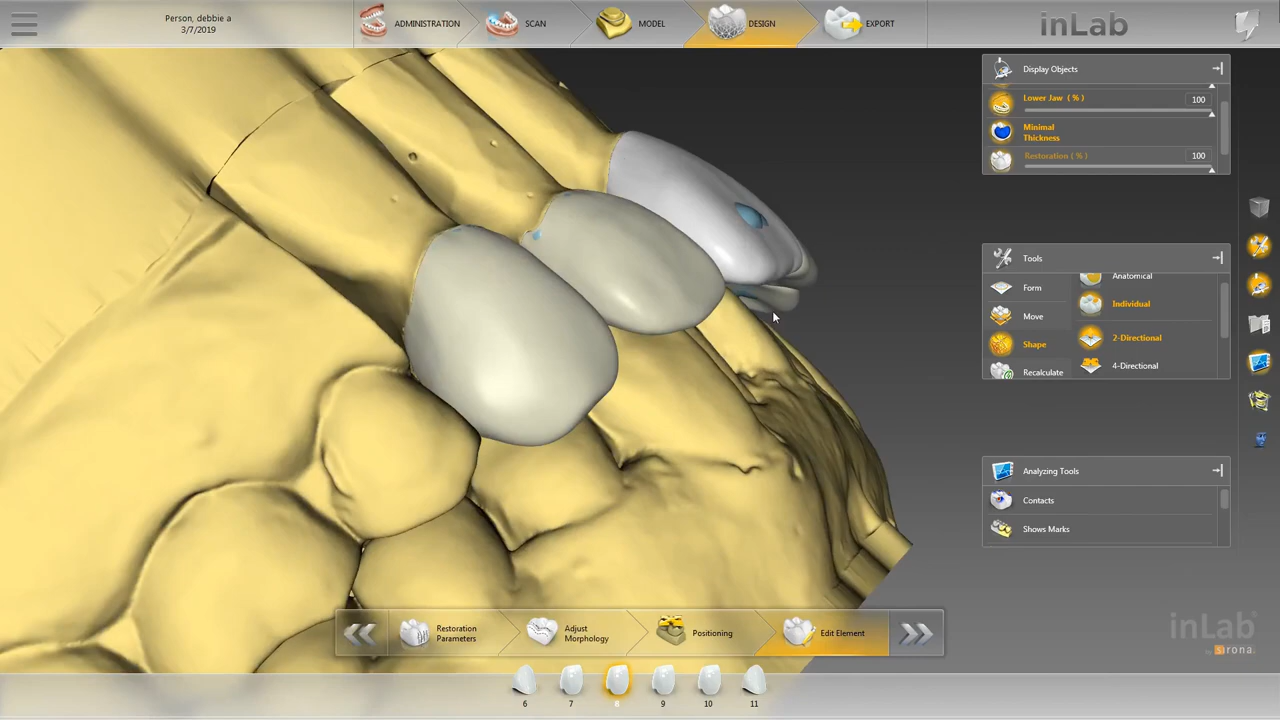 Person, debbie a
3/7/2019
ADMINISTRATION
SCAN
MODEL
DESIGN
EXPORT
inLab
Display Objects
Lower Jaw ( % )
100
Minimal
Thickness
Restoration ( % )
100
Tools
Form
Move
Shape
Recalculate
Anatomical
Individual
2-Directional
4-Directional
Analyzing Tools
Contacts
Shows Marks
Restoration
Parameters
Adjust
Morphology
Positioning
Edit Element
inLab
by sirona.
6
7
8
9
10
11